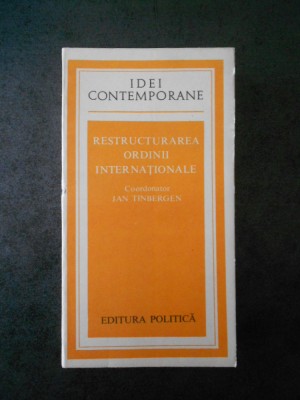 IDEI
CONTEMPORANE
RESTRUCTURAREA
ORDINII
INTERNAȚIONALE
Coordonator
JAN TINBERGEN
EDITURA POLITICĂ